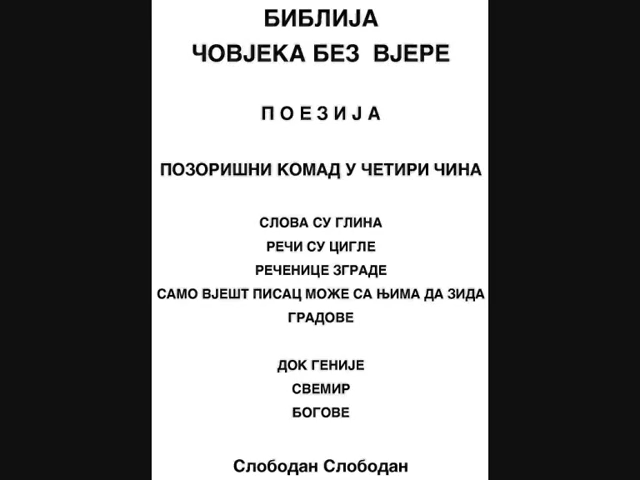 БИБЛИЈА
ЧОВЈЕКА БЕЗ ВЈЕРЕ
П О Е З И Ј А
ПОЗОРИШНИ КОМАД У ЧЕТИРИ ЧИНА
СЛОВА СУ ГЛИНА
РЕЧИ СУ ЦИГЛЕ
РЕЧЕНИЦЕ ЗГРАДЕ
САМО ВЈЕШТ ПИСАЦ МОЖЕ СА ЊИМА ДА ЗИДА
ГРАДОВЕ
ДОК ГЕНИЈЕ
СВЕМИР
БОГОВЕ
Слободан Слободан